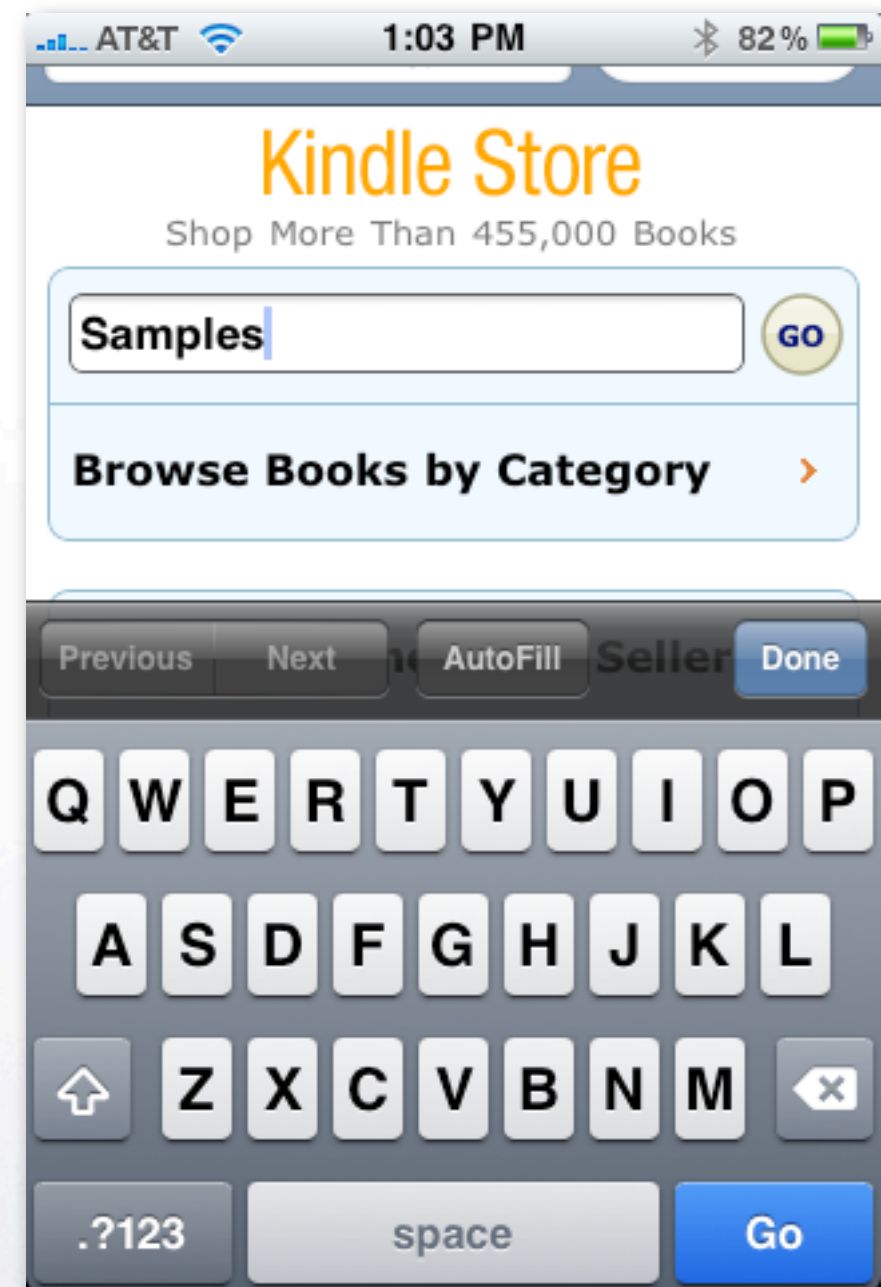 AT&T 1:03 PM 82%
Kindle Store
Shop More Than 455,000 Books
Samples GO
Browse Books by Category
Previous Next AutoFill Seller Done
Q W E R T Y U I O P
A S D F G H J K L
Z X C V B N M
.?123 space Go